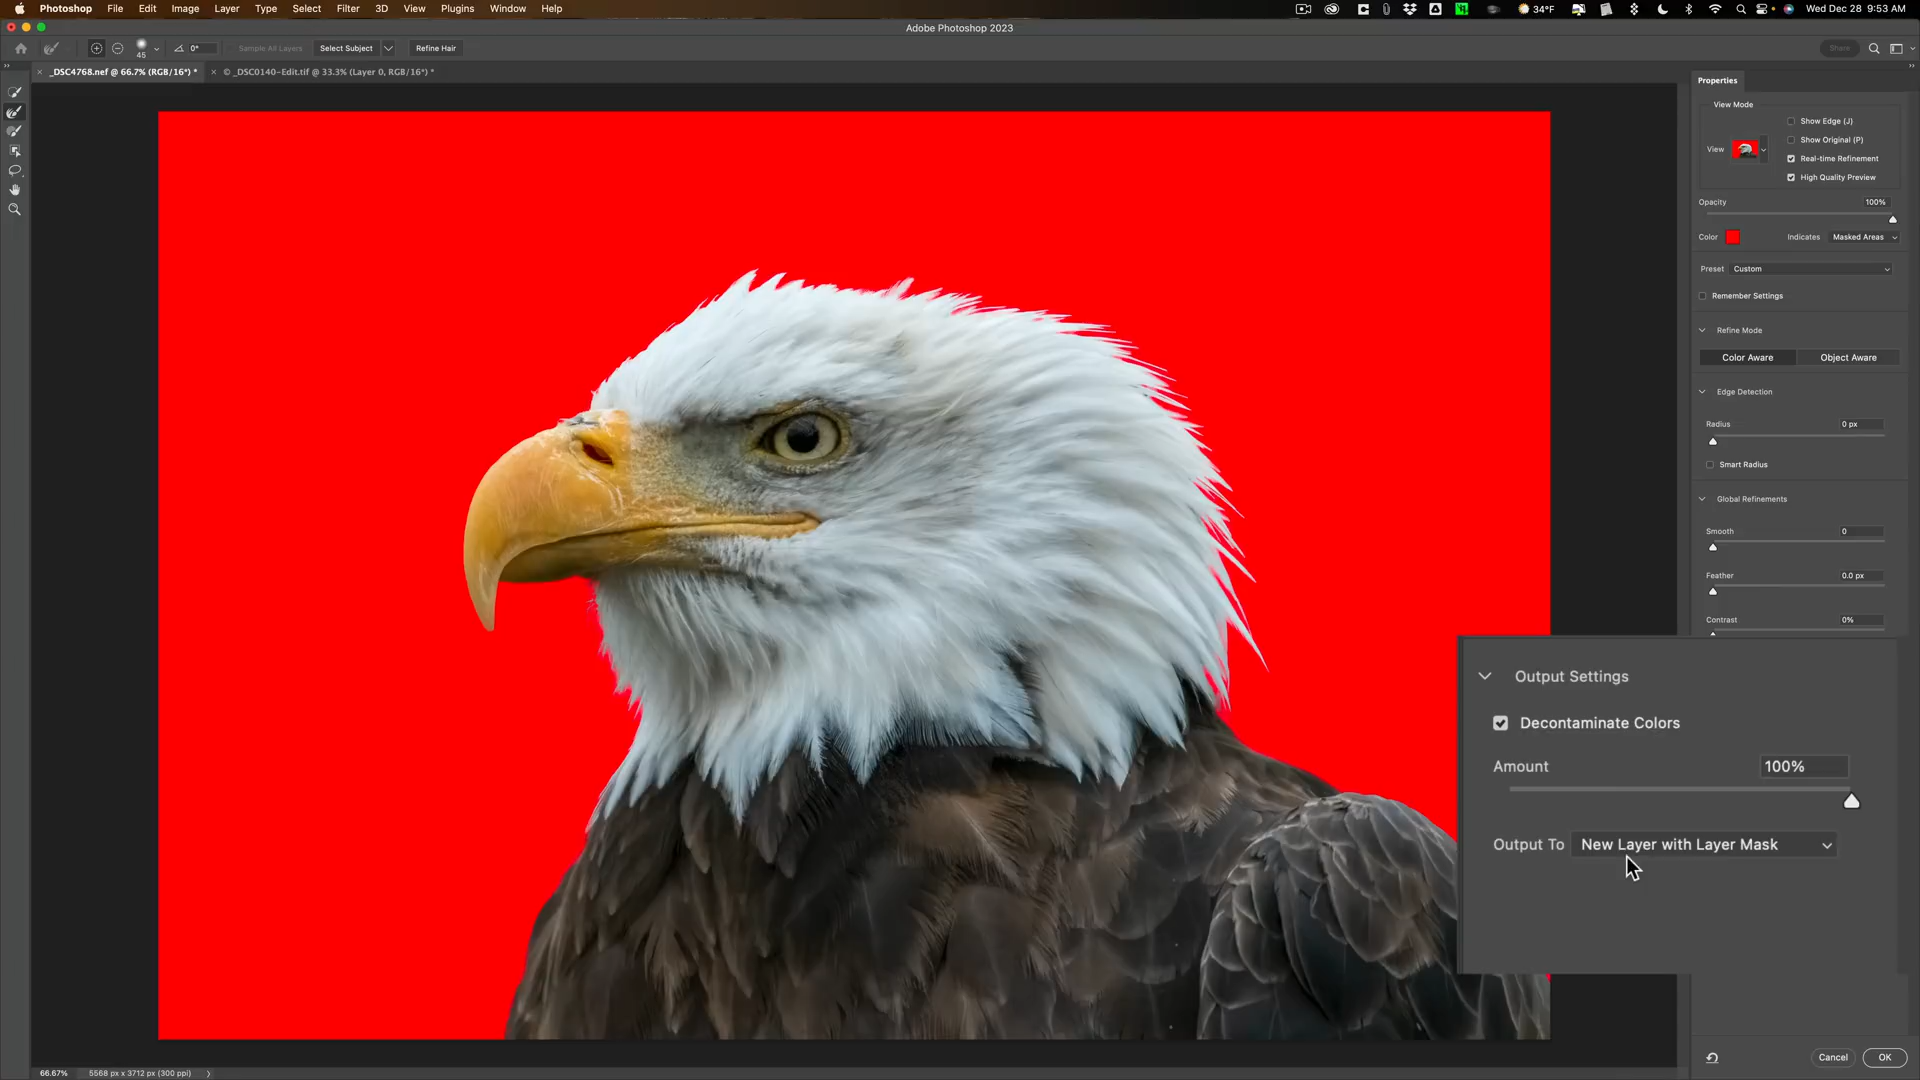 Photoshop File Edit Image Layer Type Select Filter 3D View Plugins Window Help
34°F Wed Dec 28 9:53 AM
Adobe Photoshop 2023
45 0° Sample All Layers Select Subject Refine Hair Share
_DSC4768.nef @ 66.7% (RGB/16*) * © _DSC0140-Edit.tif @ 33.3% (Layer 0, RGB/16*) *
Properties
View Mode
Show Edge (J)
Show Original (P)
View
Real-time Refinement
High Quality Preview
Opacity 100%
Color Indicates Masked Areas
Preset Custom
Remember Settings
Refine Mode
Color Aware Object Aware
Edge Detection
Radius 0 px
Smart Radius
Global Refinements
Smooth 0
Feather 0.0 px
Contrast 0%
Output Settings
Decontaminate Colors
Amount 100%
Output To New Layer with Layer Mask
Cancel OK
66.67% 5568 px x 3712 px (300 ppi)